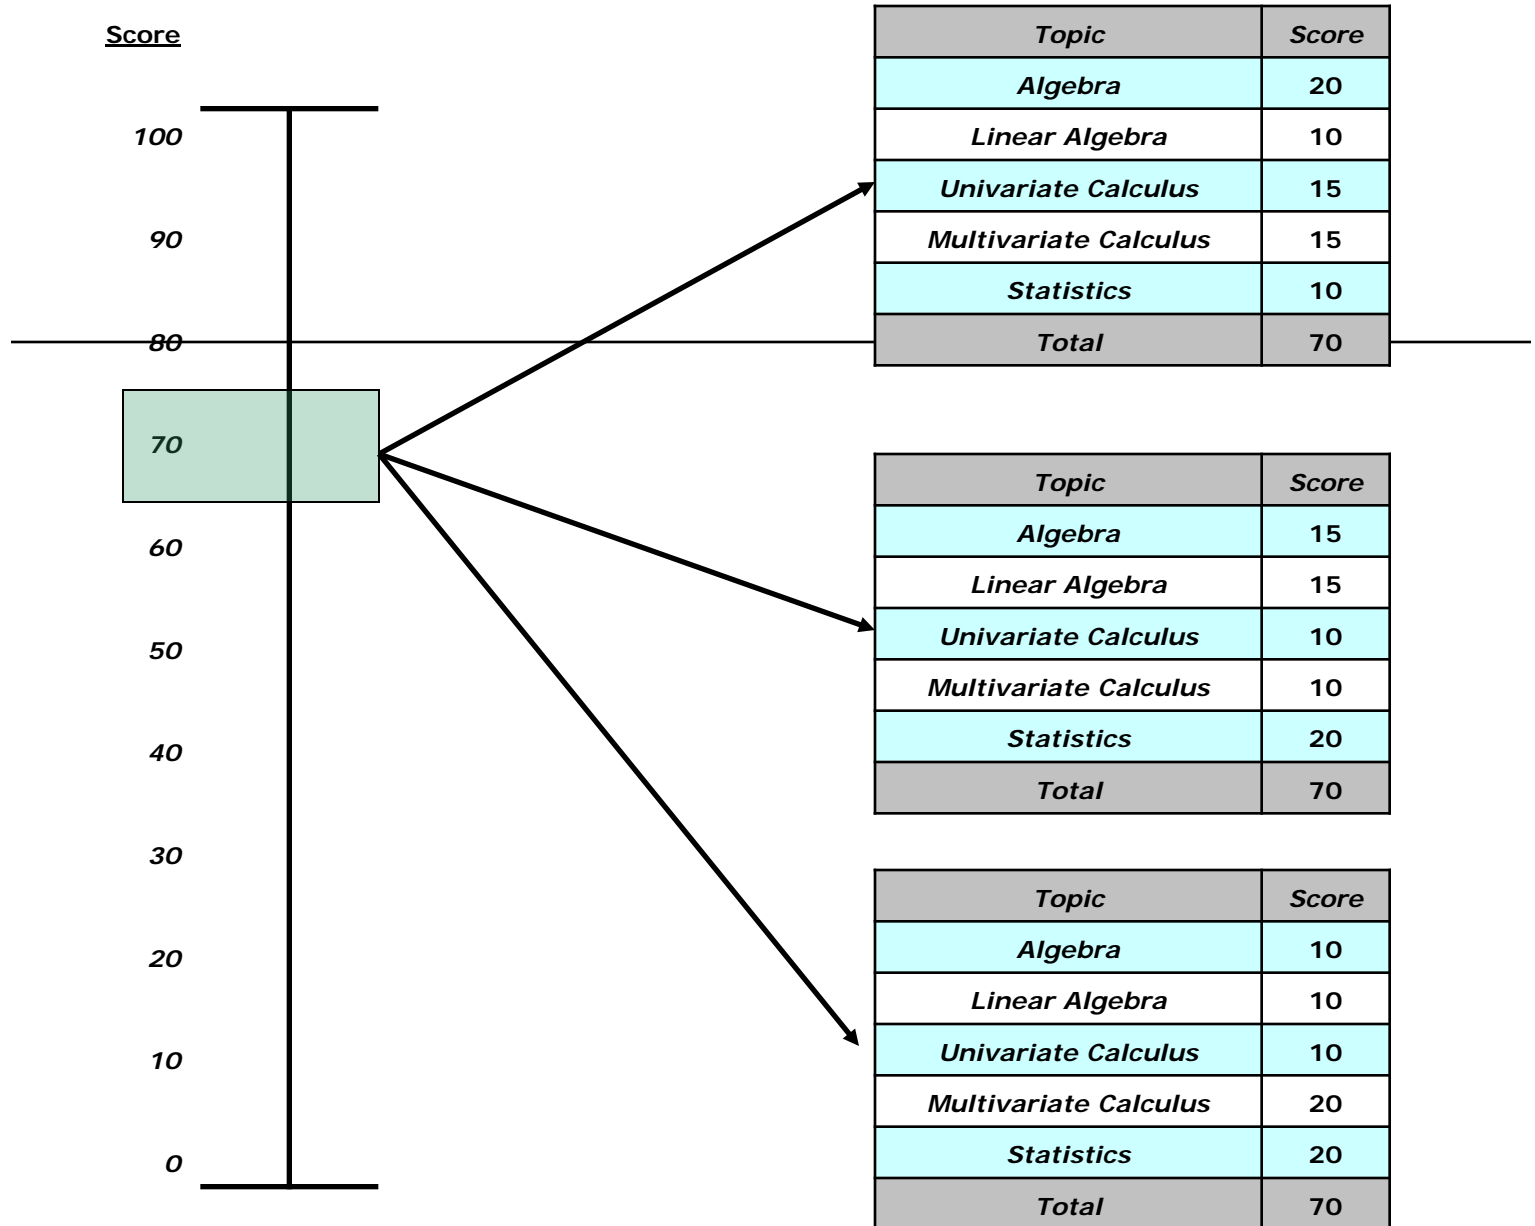 Score
100
90
80
70
60
50
40
30
20
10
0
Topic Score
Algebra 20
Linear Algebra 10
Univariate Calculus 15
Multivariate Calculus 15
Statistics 10
Total 70
Topic Score
Algebra 15
Linear Algebra 15
Univariate Calculus 10
Multivariate Calculus 10
Statistics 20
Total 70
Topic Score
Algebra 10
Linear Algebra 10
Univariate Calculus 10
Multivariate Calculus 20
Statistics 20
Total 70